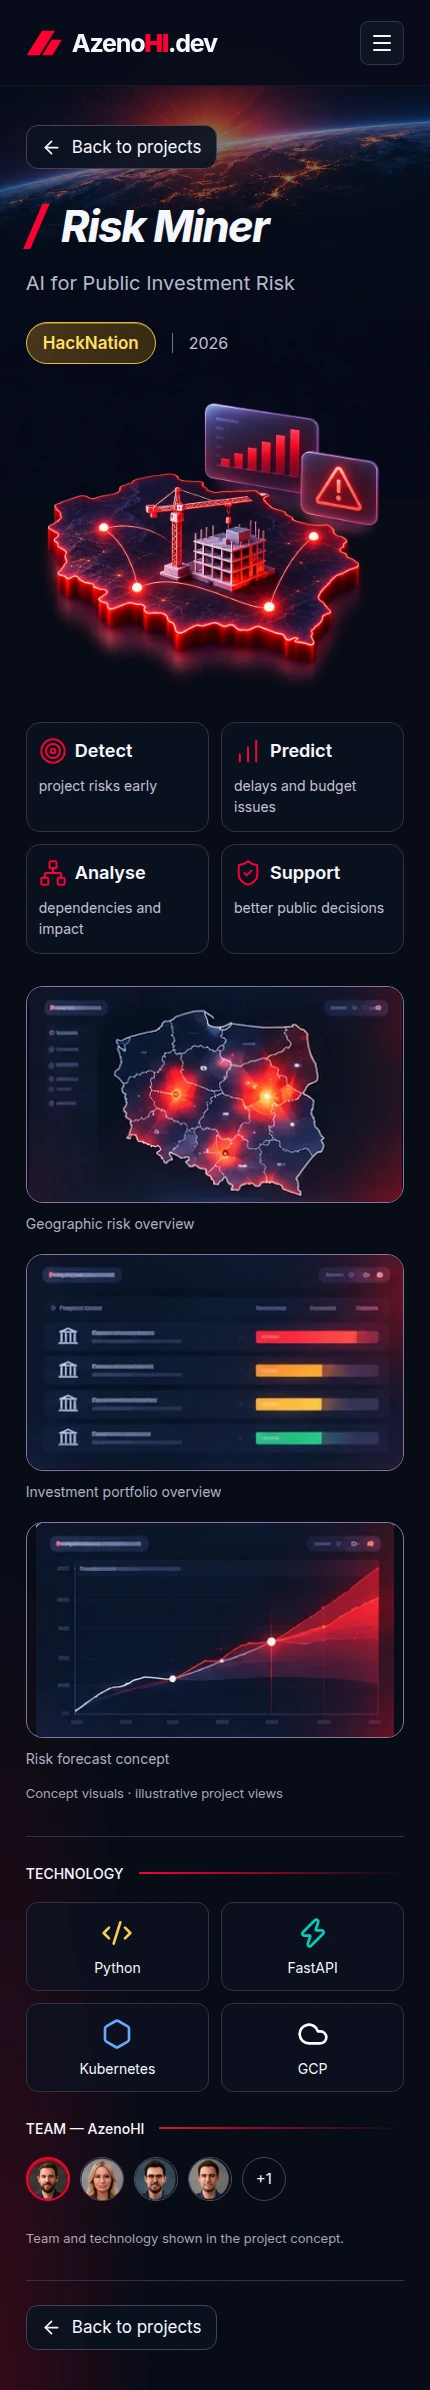 AzenoHI.dev
Back to projects
/ Risk Miner
AI for Public Investment Risk
HackNation
2026
Detect
project risks early
Predict
delays and budget
issues
Analyse
dependencies and
impact
Support
better public decisions
Geographic risk overview
Investment portfolio overview
Risk forecast concept
Concept visuals · illustrative project views
TECHNOLOGY
Python
FastAPI
Kubernetes
GCP
TEAM — AzenoHI
+1
Team and technology shown in the project concept.
Back to projects